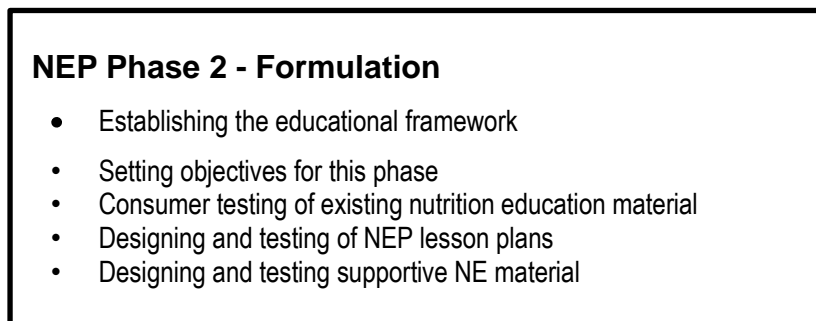 NEP Phase 2 - Formulation
• Establishing the educational framework
• Setting objectives for this phase
• Consumer testing of existing nutrition education material
• Designing and testing of NEP lesson plans
• Designing and testing supportive NE material